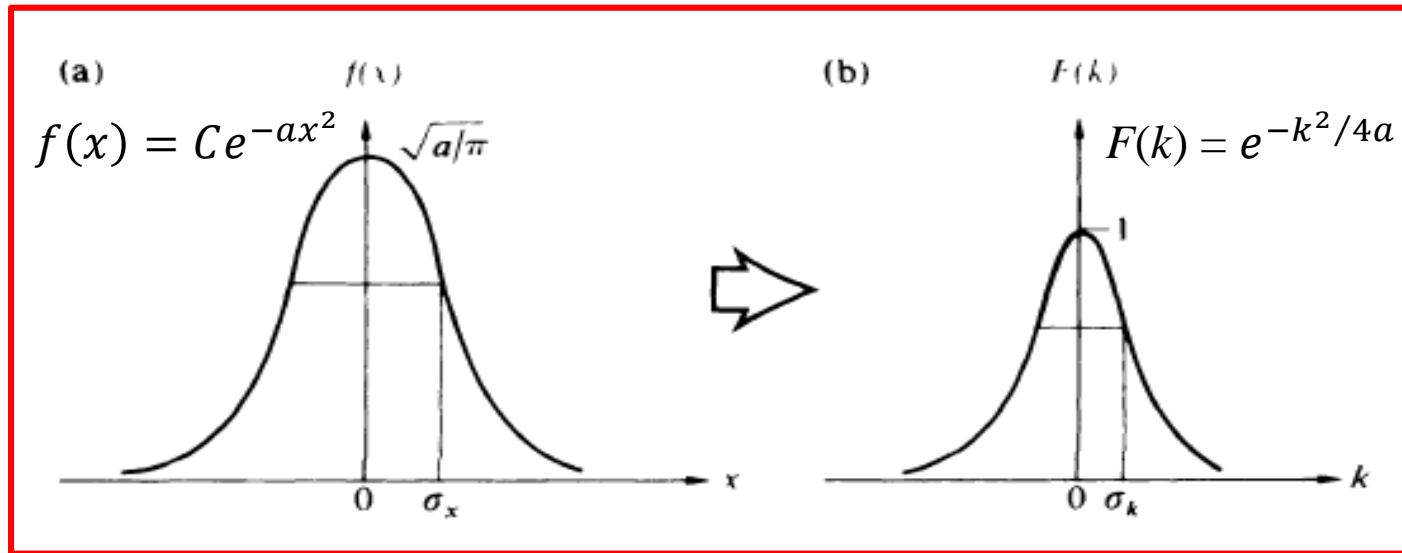 (a) f(x) (b) F(k)
f(x) = Ce^{-ax^2} √a/π F(k) = e^{-k^2/4a}
1
0 σ_x x 0 σ_k k